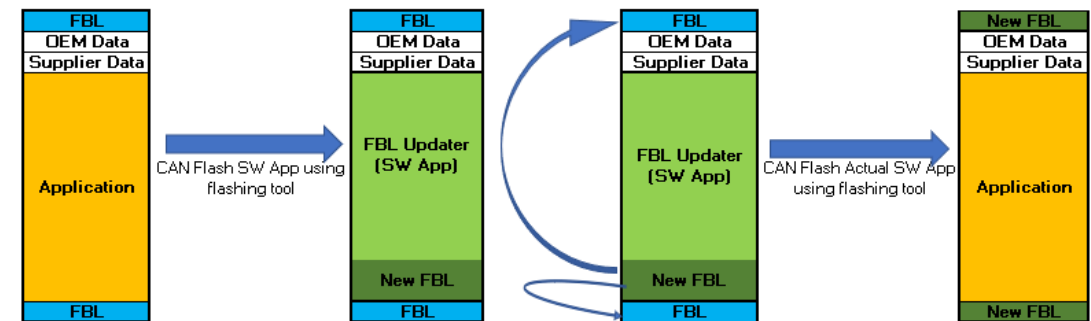 FBL
OEM Data
Supplier Data
Application
FBL
CAN Flash SW App using
flashing tool
FBL
OEM Data
Supplier Data
FBL Updater
(SW App)
New FBL
FBL
FBL
OEM Data
Supplier Data
FBL Updater
(SW App)
New FBL
FBL
CAN Flash Actual SW App
using flashing tool
New FBL
OEM Data
Supplier Data
Application
New FBL